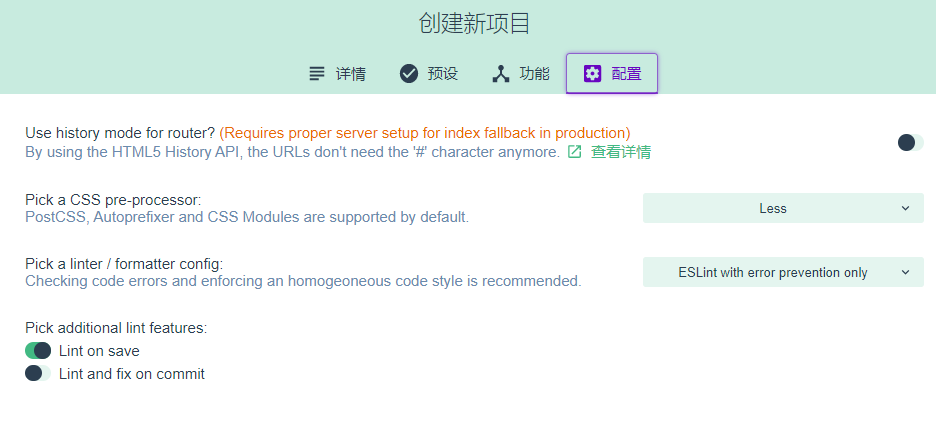 创建新项目
详情 预设 功能 配置
Use history mode for router? (Requires proper server setup for index fallback in production)
By using the HTML5 History API, the URLs don't need the '#' character anymore. 查看详情
Pick a CSS pre-processor:
PostCSS, Autoprefixer and CSS Modules are supported by default.
Less
Pick a linter / formatter config:
Checking code errors and enforcing an homogeoneous code style is recommended.
ESLint with error prevention only
Pick additional lint features:
Lint on save
Lint and fix on commit